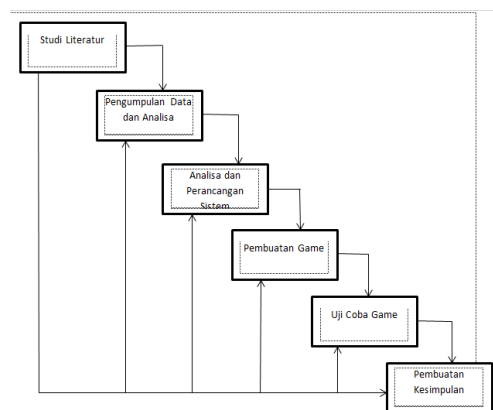 Studi Literatur
Pengumpulan Data
dan Analisa
Analisa dan
Perancangan
Sistem
Pembuatan Game
Uji Coba Game
Pembuatan
Kesimpulan